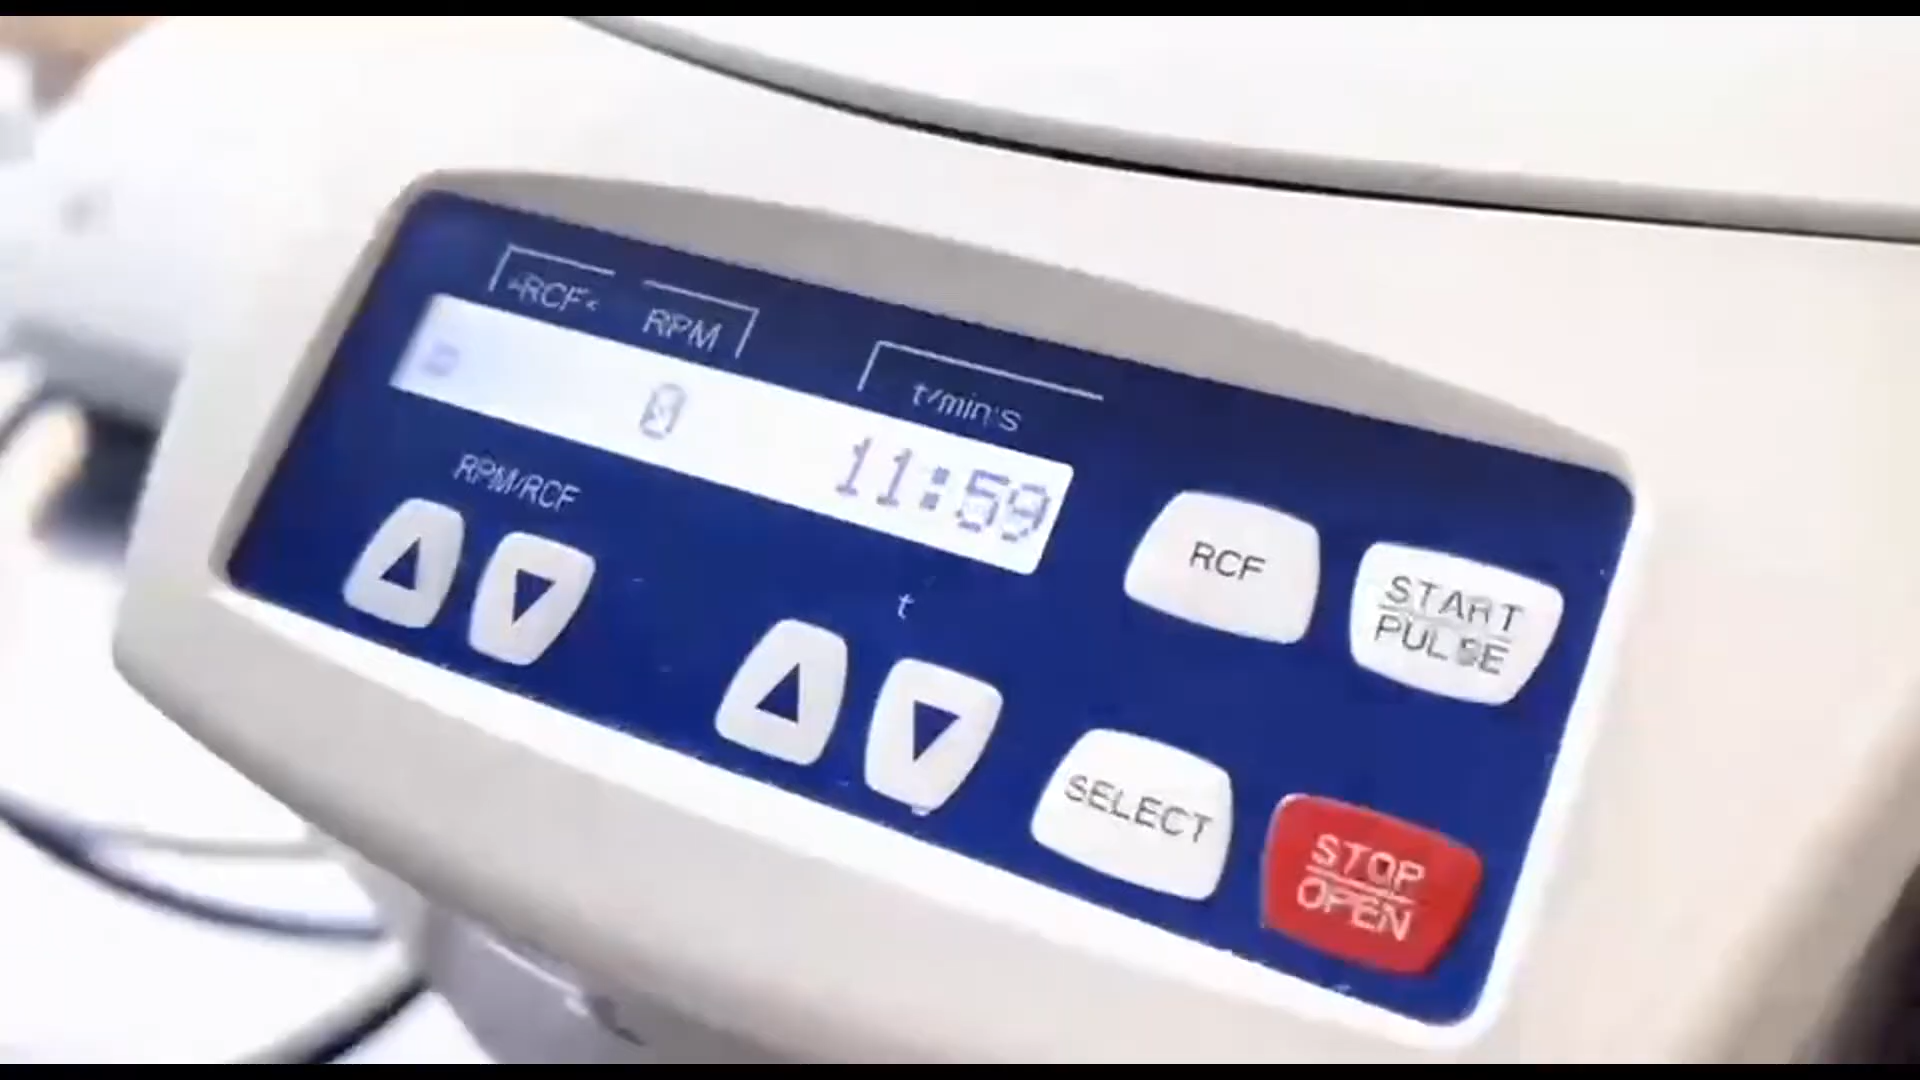 >RCF< RPM
t/min:s
0 11:59
RPM/RCF
t
RCF
START
PULSE
SELECT
STOP
OPEN